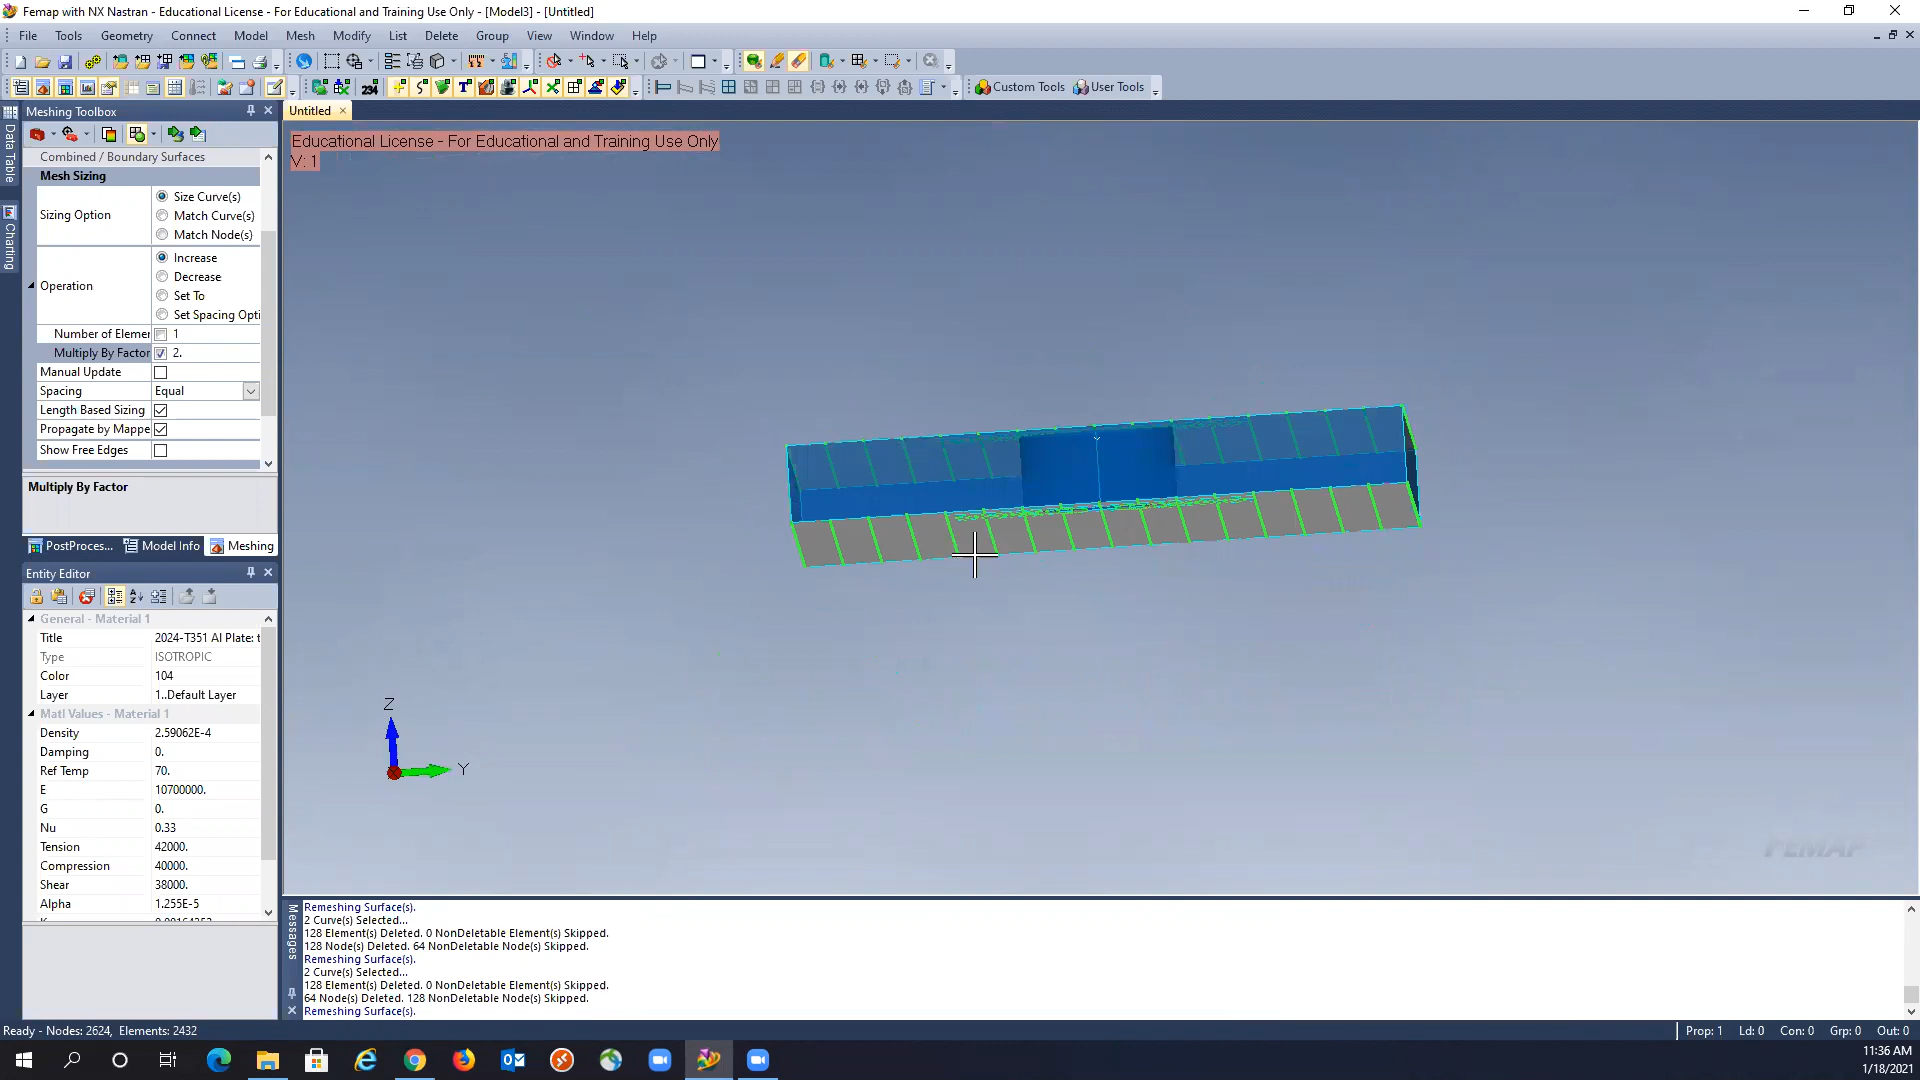 Femap with NX Nastran - Educational License - For Educational and Training Use Only - [Model3] - [Untitled]
File Tools Geometry Connect Model Mesh Modify List Delete Group View Window Help
234
Custom Tools User Tools
Meshing Toolbox
Untitled
Educational License - For Educational and Training Use Only
V: 1
Data Table
Charting
Combined / Boundary Surfaces
Mesh Sizing
Sizing Option
Size Curve(s)
Match Curve(s)
Match Node(s)
Operation
Increase
Decrease
Set To
Set Spacing Opti
Number of Elemer 1
Multiply By Factor 2.
Manual Update
Spacing Equal
Length Based Sizing
Propagate by Mappe
Show Free Edges
Multiply By Factor
PostProces... Model Info Meshing
Entity Editor
General - Material 1
Title 2024-T351 Al Plate: t
Type ISOTROPIC
Color 104
Layer 1..Default Layer
Matl Values - Material 1
Density 2.59062E-4
Damping 0.
Ref Temp 70.
E 10700000.
G 0.
Nu 0.33
Tension 42000.
Compression 40000.
Shear 38000.
Alpha 1.255E-5
Z
Y
FEMAP
Messages
Remeshing Surface(s).
2 Curve(s) Selected...
128 Element(s) Deleted. 0 NonDeletable Element(s) Skipped.
128 Node(s) Deleted. 64 NonDeletable Node(s) Skipped.
Remeshing Surface(s).
2 Curve(s) Selected...
128 Element(s) Deleted. 0 NonDeletable Element(s) Skipped.
64 Node(s) Deleted. 128 NonDeletable Node(s) Skipped.
Remeshing Surface(s).
Ready - Nodes: 2624, Elements: 2432
Prop: 1 Ld: 0 Con: 0 Grp: 0 Out: 0
11:36 AM
1/18/2021